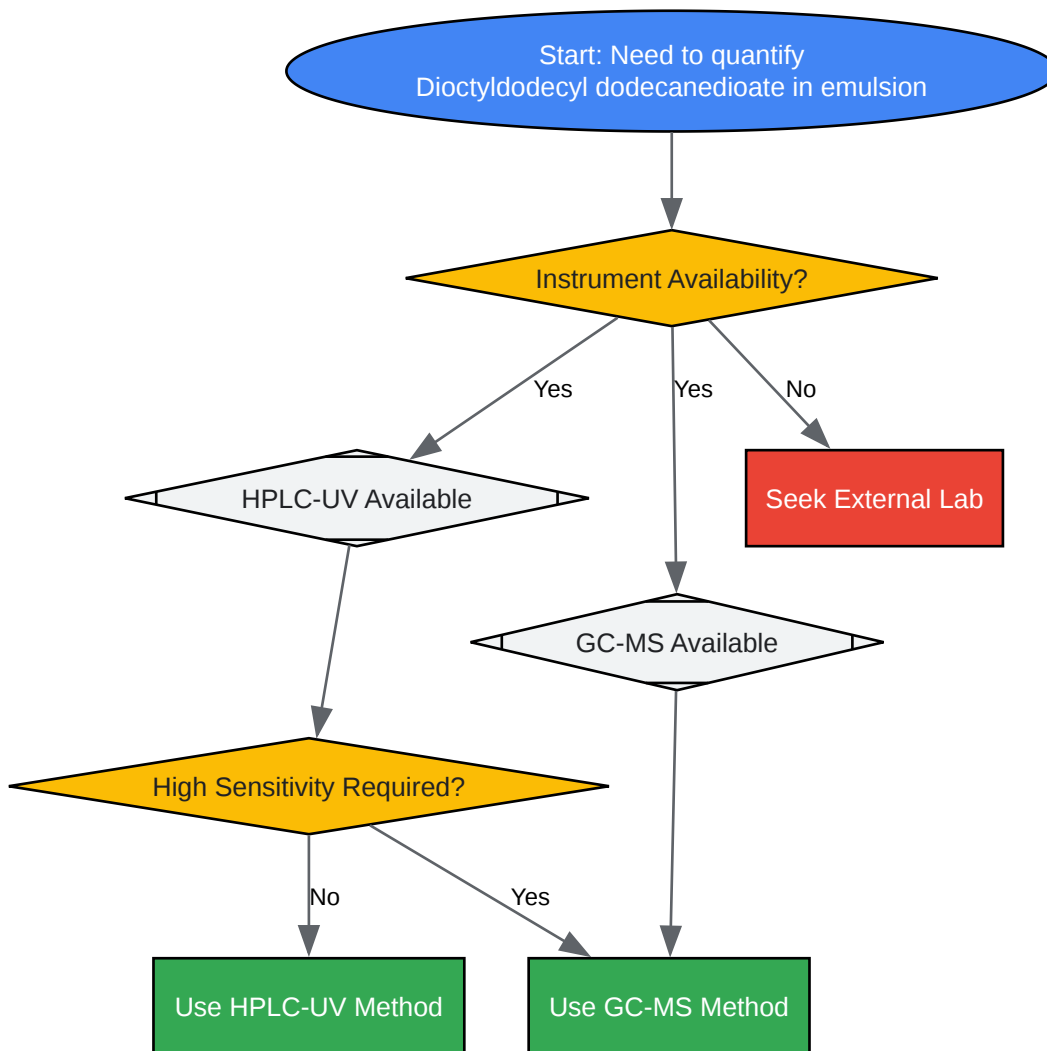 Start: Need to quantify
Dioctyldodecyl dodecanedioate in emulsion
Instrument Availability?
Yes
Yes
No
HPLC-UV Available
Seek External Lab
GC-MS Available
High Sensitivity Required?
No
Yes
Use HPLC-UV Method
Use GC-MS Method